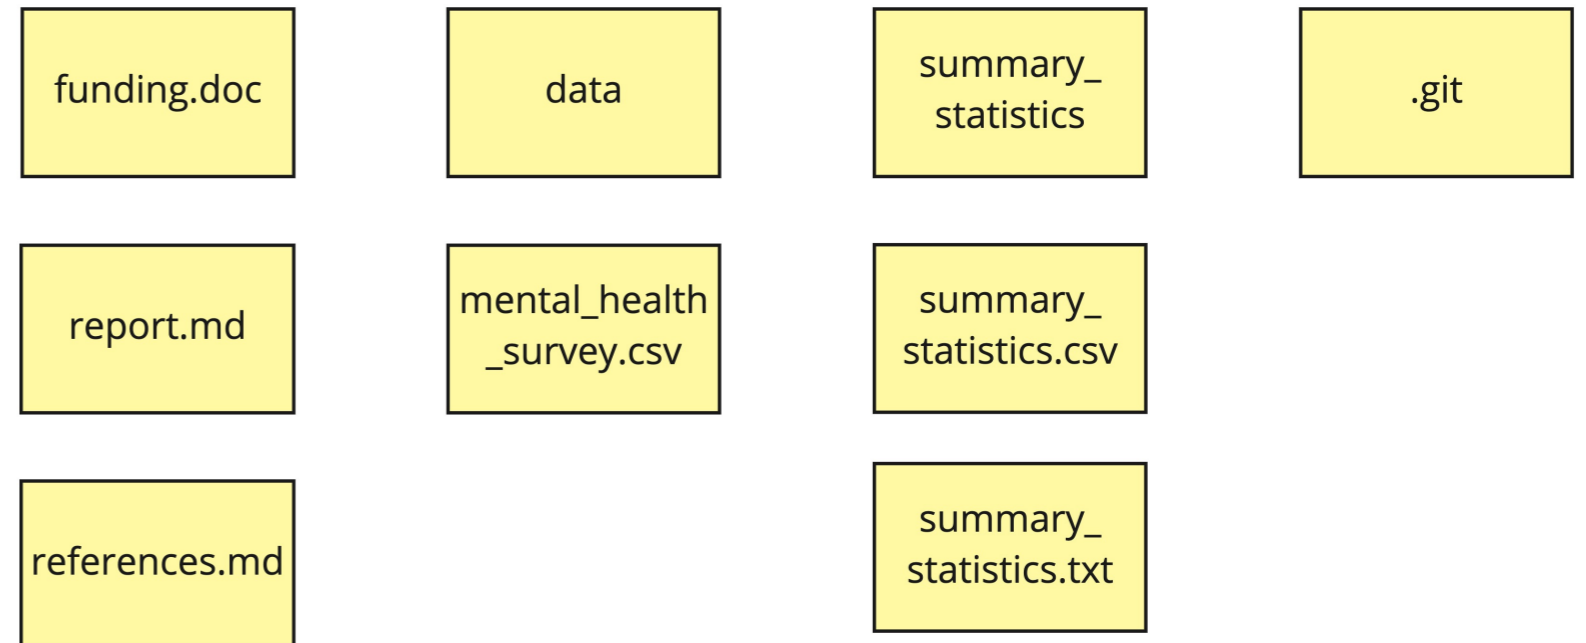 funding.doc
data
summary_
statistics
.git
report.md
mental_health
_survey.csv
summary_
statistics.csv
references.md
summary_
statistics.txt